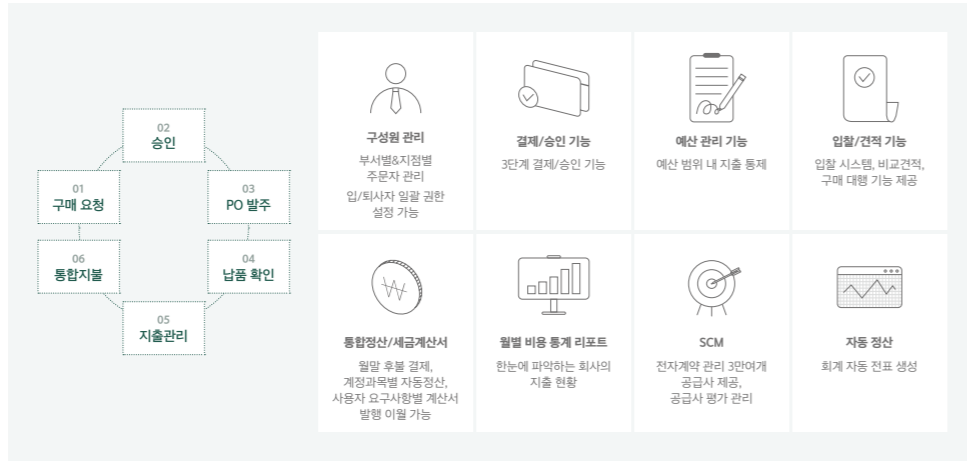 02
승인
01
구매 요청
03
PO 발주
06
통합지불
04
납품 확인
05
지출관리
구성원 관리
부서별&지점별
주문자 관리
입/퇴사자 일괄 권한
설정 가능
결제/승인 기능
3단계 결제/승인 기능
예산 관리 기능
예산 범위 내 지출 통제
입찰/견적 기능
입찰 시스템, 비교견적,
구매 대행 기능 제공
통합정산/세금계산서
월말 후불 결제,
계정과목별 자동정산,
사용자 요구사항별 계산서
발행 이월 가능
월별 비용 통계 리포트
한눈에 파악하는 회사의
지출 현황
SCM
전자계약 관리 3만여개
공급사 제공,
공급사 평가 관리
자동 정산
회계 자동 전표 생성